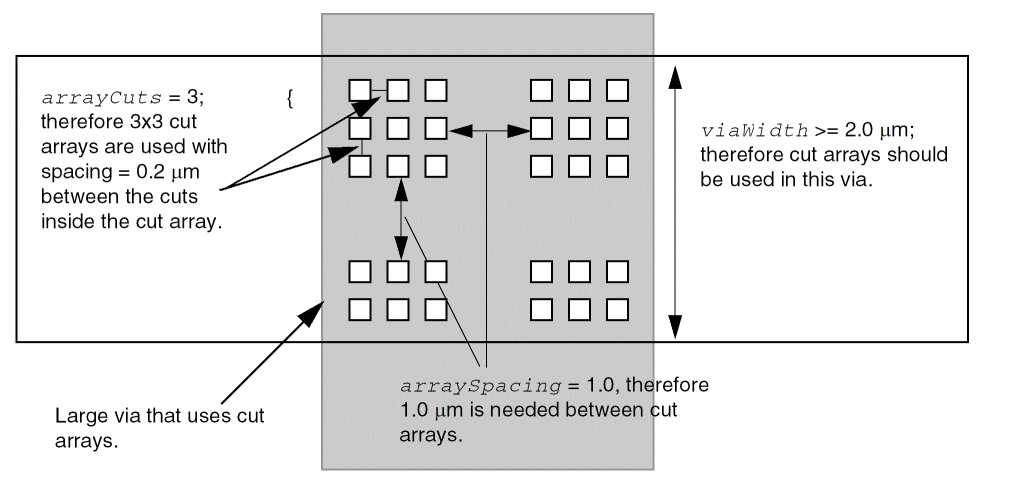 arrayCuts = 3;
{
therefore 3x3 cut
arrays are used with
spacing = 0.2 μm
between the cuts
inside the cut array.
viaWidth >= 2.0 μm;
therefore cut arrays should
be used in this via.
arraySpacing = 1.0, therefore
1.0 μm is needed between cut
arrays.
Large via that uses cut
arrays.